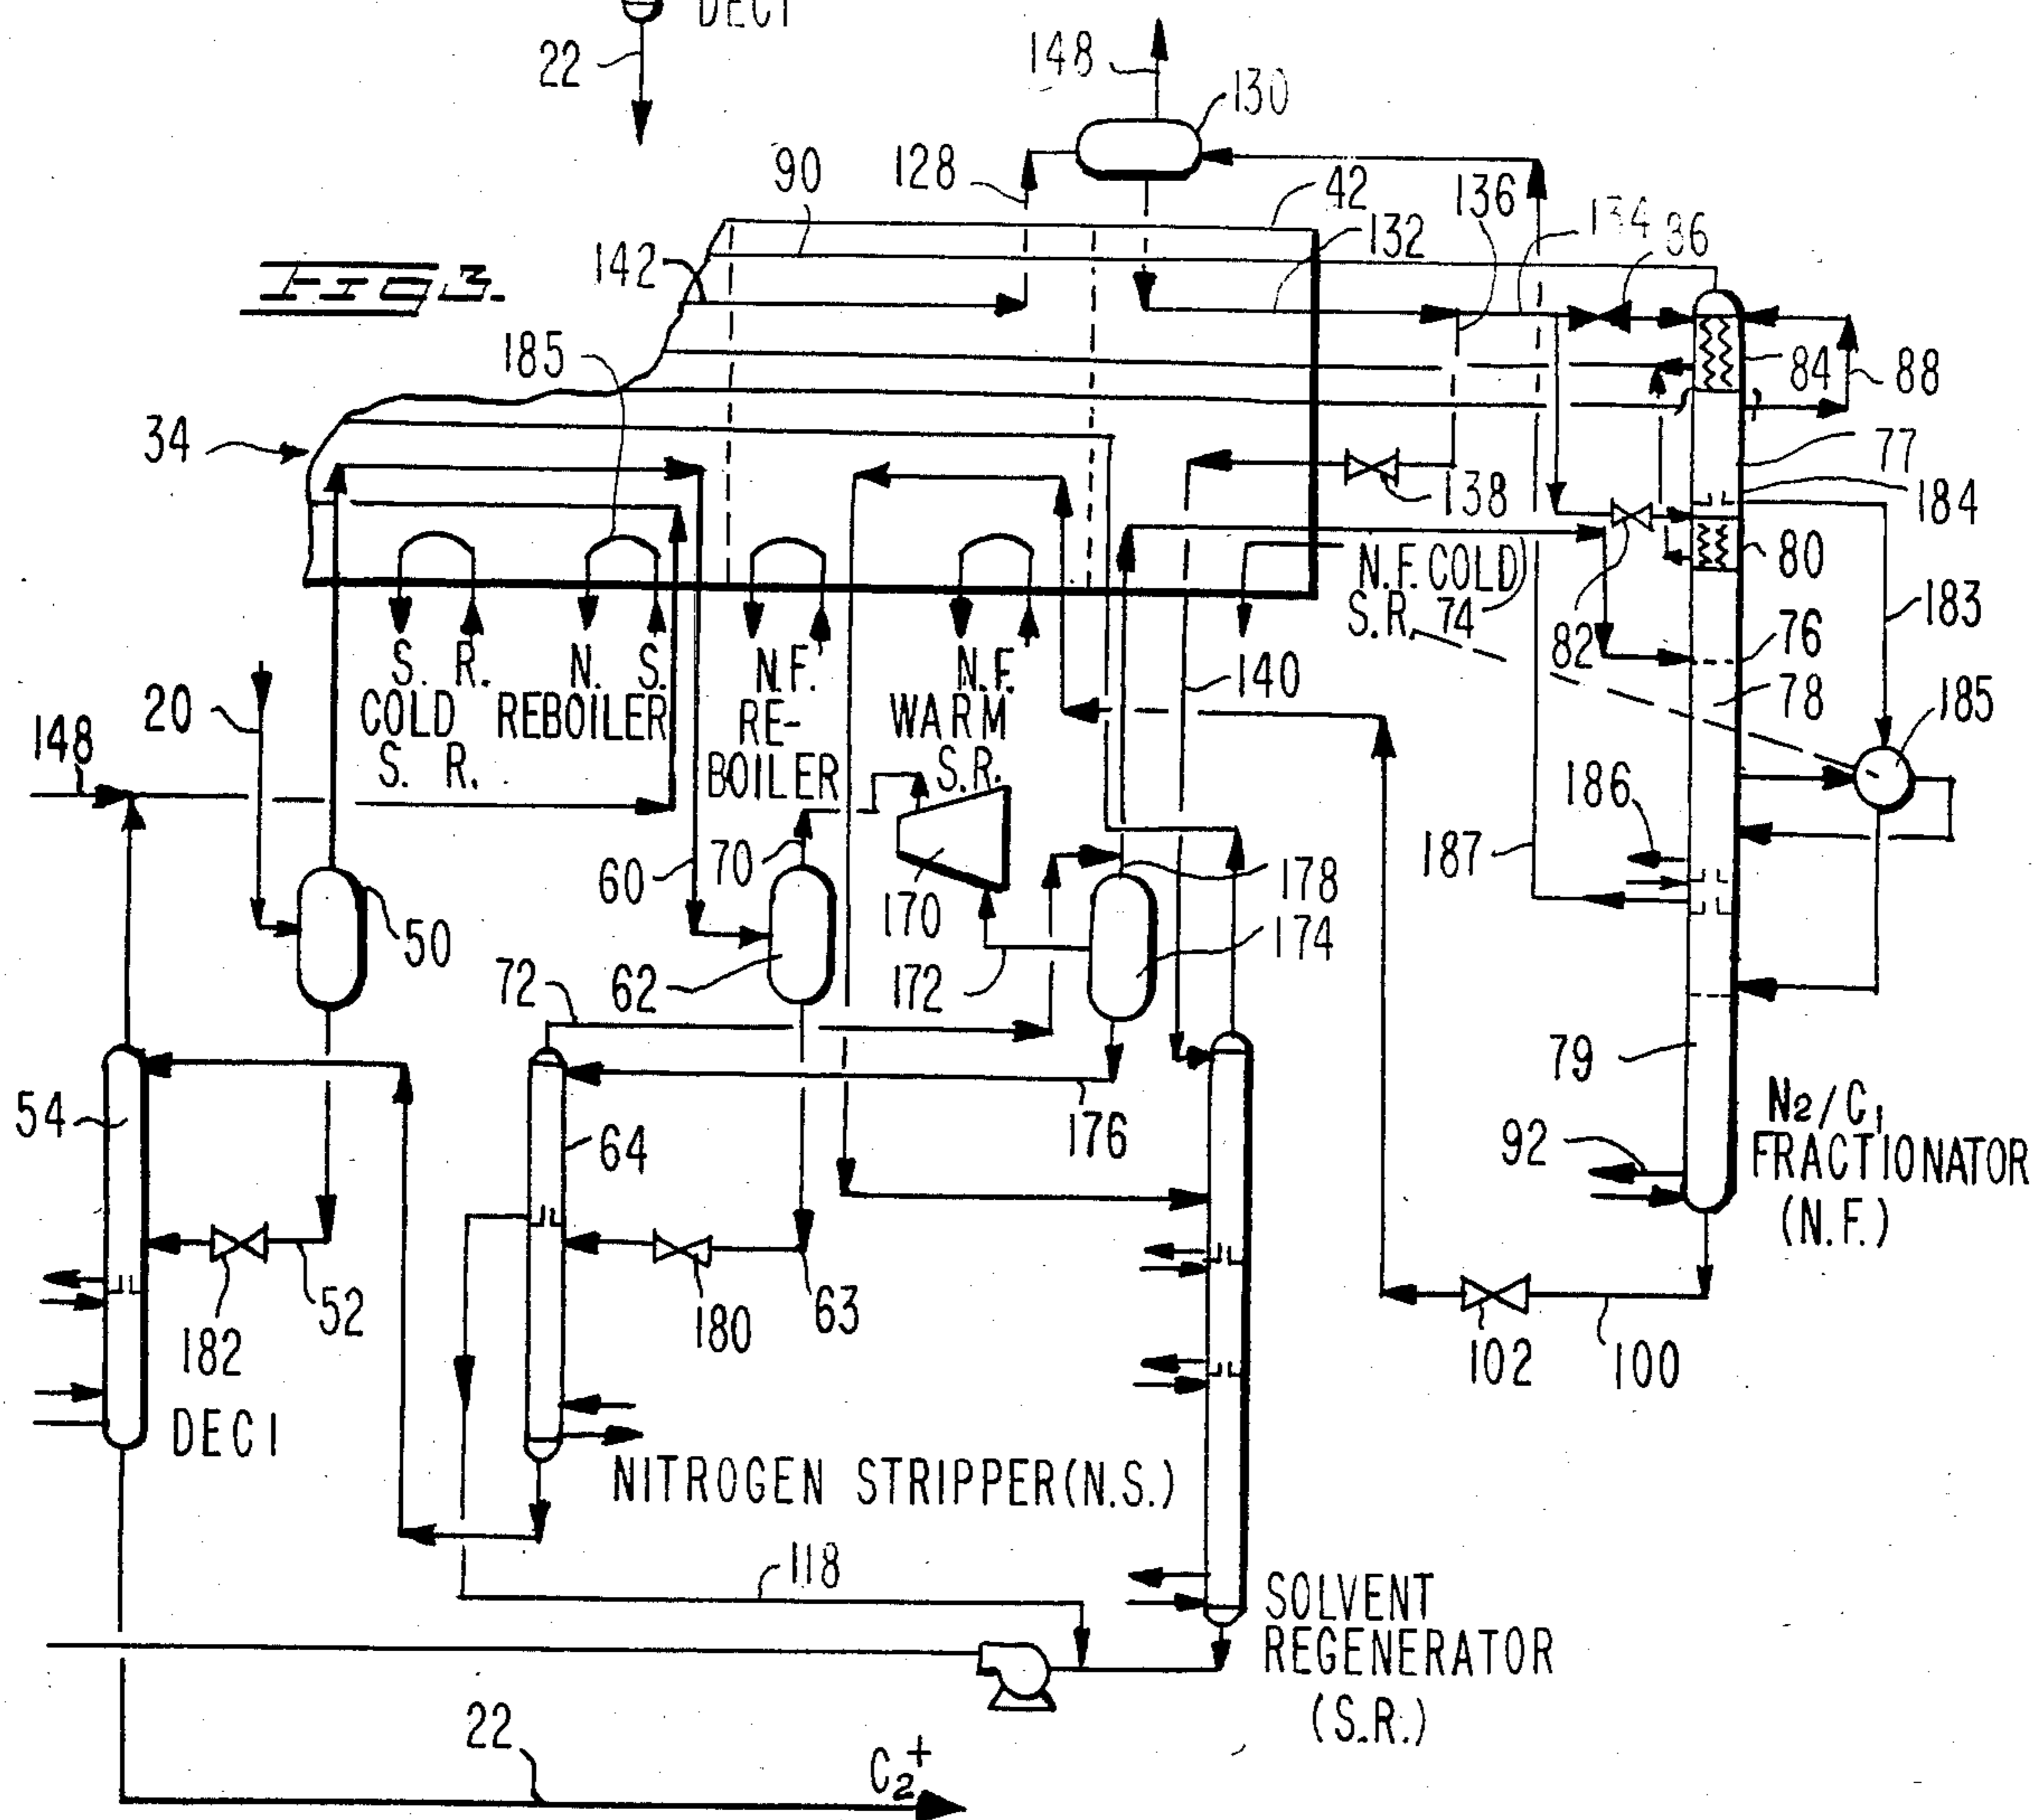 DEC1
22
148
130
90
128
42
136
134
86
132
FIG 3.
142
185
84
88
34
77
138
184
80
N.F. COLD
S.R. 74
183
82
76
S. R.
COLD
S. R.
N. S.
REBOILER
N.F.
RE-
BOILER
N.F.
WARM
S.R.
140
78
185
20
148
186
70
60
187
178
50
170
174
62
172
72
79
54
64
176
92
N2/C1
FRACTIONATOR
(N.F.)
182
52
180
63
102
100
DEC1
NITROGEN STRIPPER (N.S.)
118
SOLVENT
REGENERATOR
(S.R.)
22
C2+